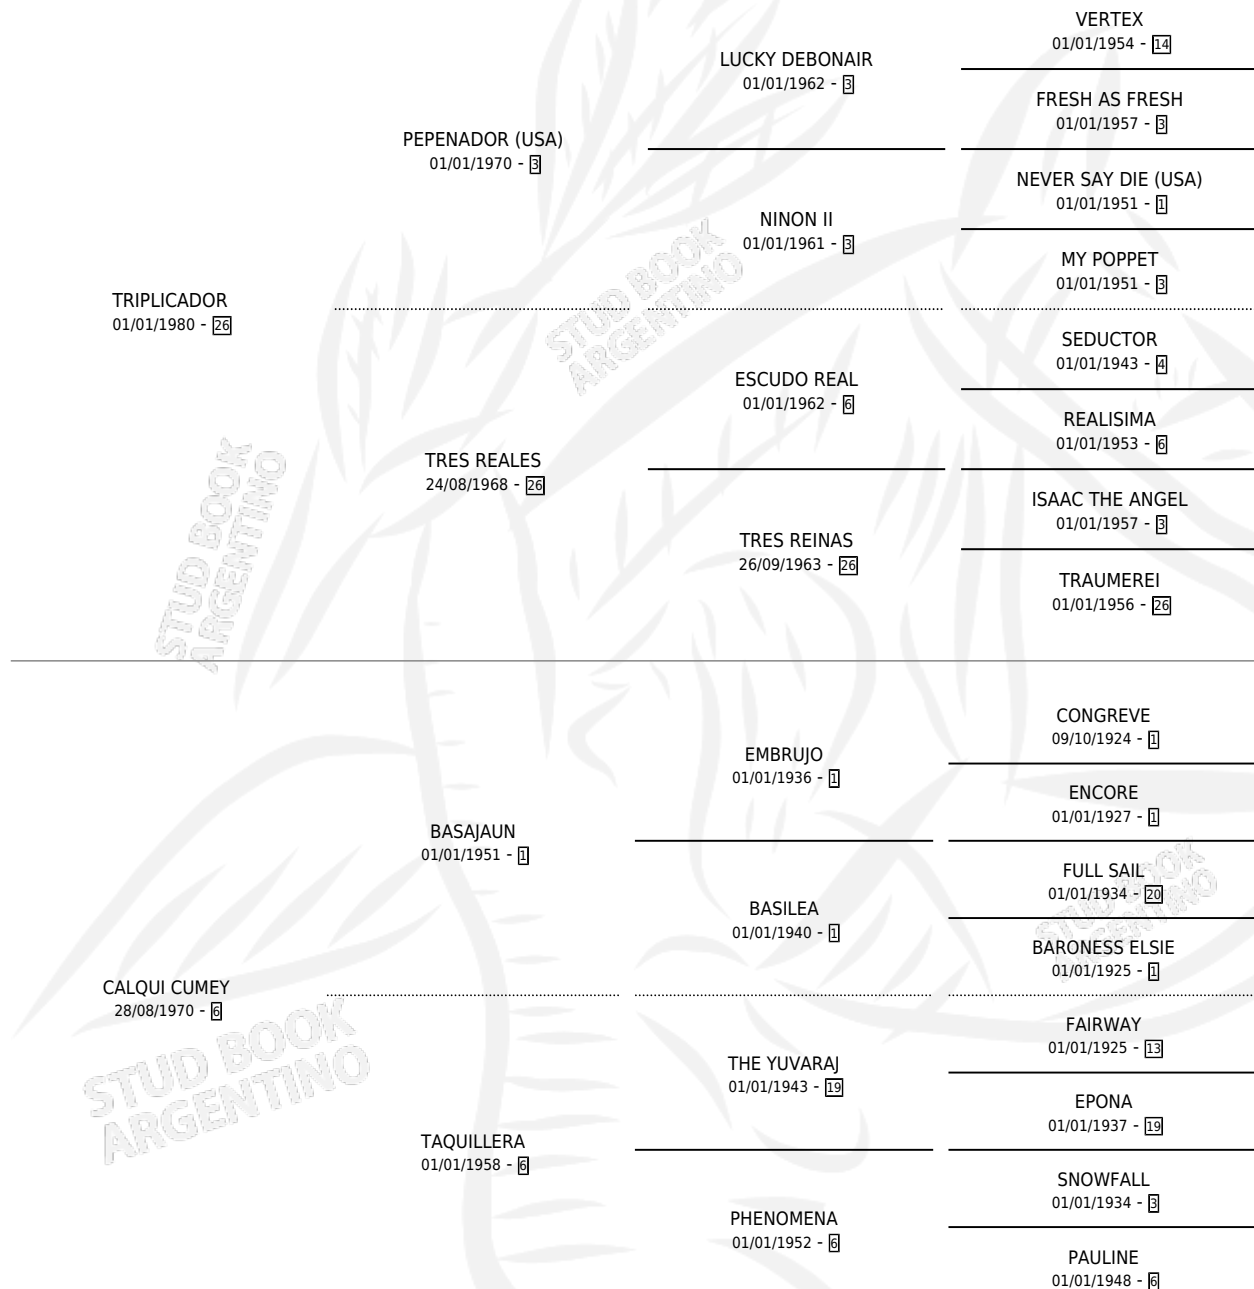 VERTEX
01/01/1954 - 14
LUCKY DEBONAIR
01/01/1962 - 3
FRESH AS FRESH
01/01/1957 - 3
PEPENADOR (USA)
01/01/1970 - 3
NEVER SAY DIE (USA)
01/01/1951 - 1
NINON II
01/01/1961 - 3
MY POPPET
01/01/1951 - 3
TRIPLICADOR
01/01/1980 - 26
STUD BOOK
ARGENTINO
SEDUCTOR
01/01/1943 - 4
ESCUDO REAL
01/01/1962 - 6
REALISIMA
01/01/1953 - 6
TRES REALES
24/08/1968 - 26
ISAAC THE ANGEL
01/01/1957 - 3
TRES REINAS
26/09/1963 - 26
TRAUMEREI
01/01/1956 - 26
STUD BOOK
ARGENTINO
CONGREVE
09/10/1924 - 1
EMBRUJO
01/01/1936 - 1
ENCORE
01/01/1927 - 1
BASAJAUN
01/01/1951 - 1
FULL SAIL
01/01/1934 - 20
BASILEA
01/01/1940 - 1
BARONESS ELSIE
01/01/1925 - 1
STUD BOOK
ARGENTINO
CALQUI CUMEY
28/08/1970 - 6
FAIRWAY
01/01/1925 - 13
THE YUVARAJ
01/01/1943 - 19
EPONA
01/01/1937 - 19
STUD BOOK
ARGENTINO
TAQUILLERA
01/01/1958 - 6
SNOWFALL
01/01/1934 - 3
PHENOMENA
01/01/1952 - 6
PAULINE
01/01/1948 - 6